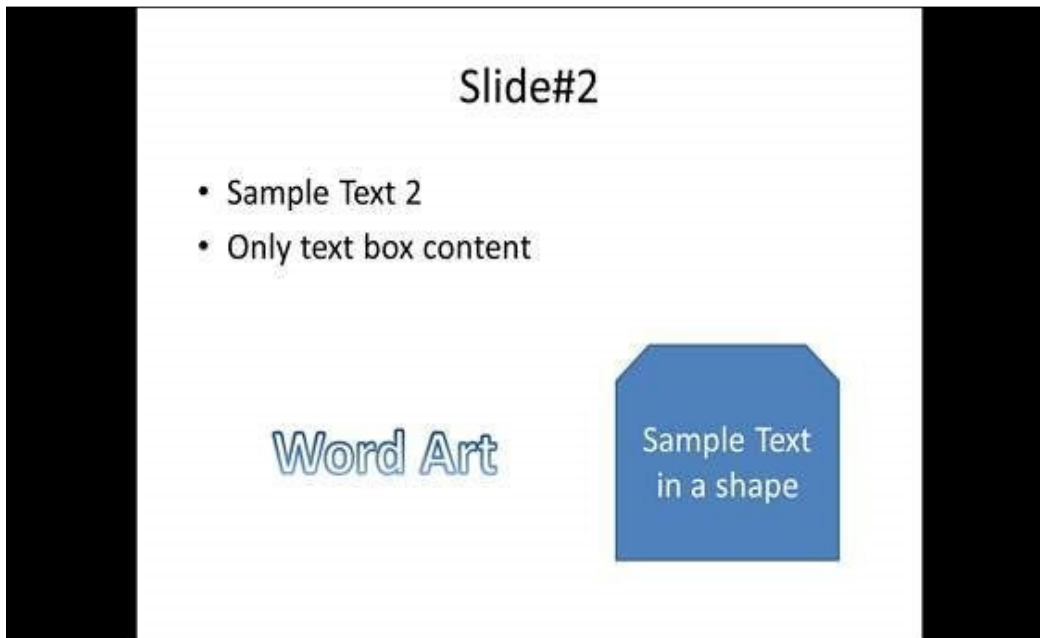 Slide#2
• Sample Text 2
• Only text box content
Word Art
Sample Text
in a shape